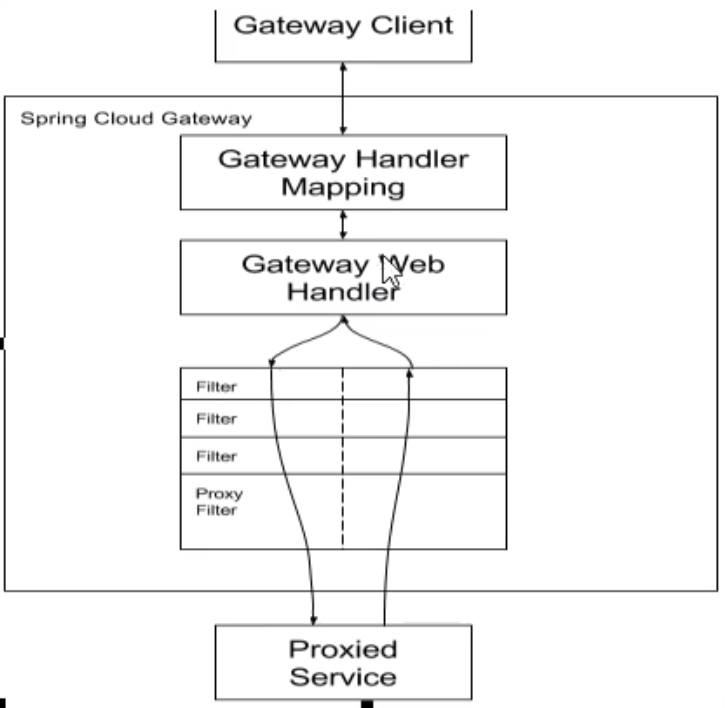 Gateway Client
Spring Cloud Gateway
Gateway Handler
Mapping
Gateway Web
Handler
Filter
Filter
Filter
Proxy
Filter
Proxied
Service